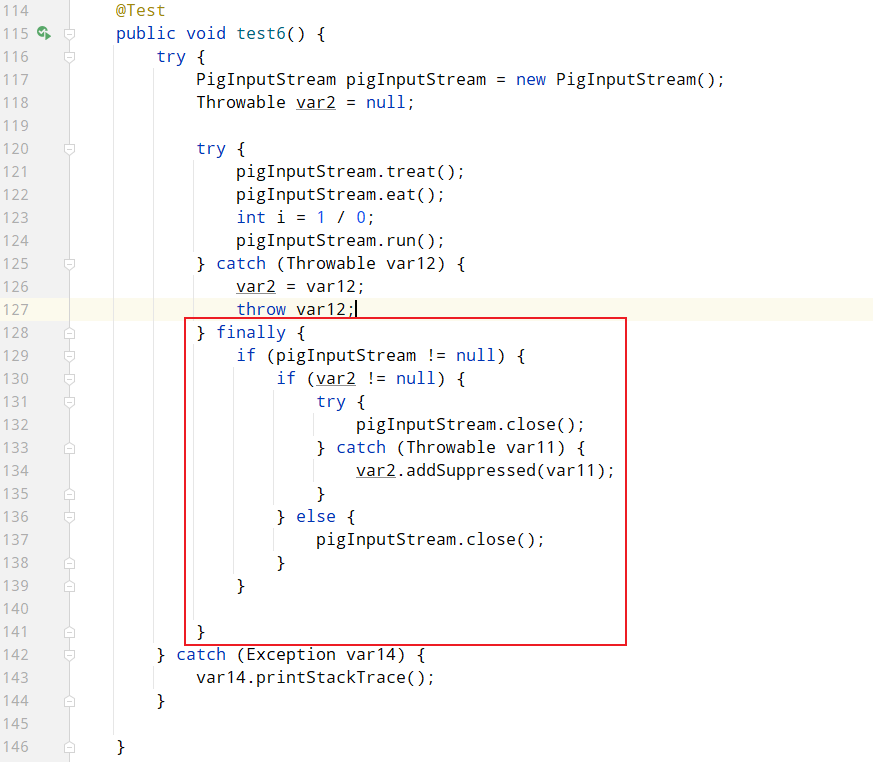 114 @Test
115 public void test6() {
116 try {
117 PigInputStream pigInputStream = new PigInputStream();
118 Throwable var2 = null;
119
120 try {
121 pigInputStream.treat();
122 pigInputStream.eat();
123 int i = 1 / 0;
124 pigInputStream.run();
125 } catch (Throwable var12) {
126 var2 = var12;
127 throw var12;
128 } finally {
129 if (pigInputStream != null) {
130 if (var2 != null) {
131 try {
132 pigInputStream.close();
133 } catch (Throwable var11) {
134 var2.addSuppressed(var11);
135 }
136 } else {
137 pigInputStream.close();
138 }
139 }
140
141 }
142 } catch (Exception var14) {
143 var14.printStackTrace();
144 }
145
146 }